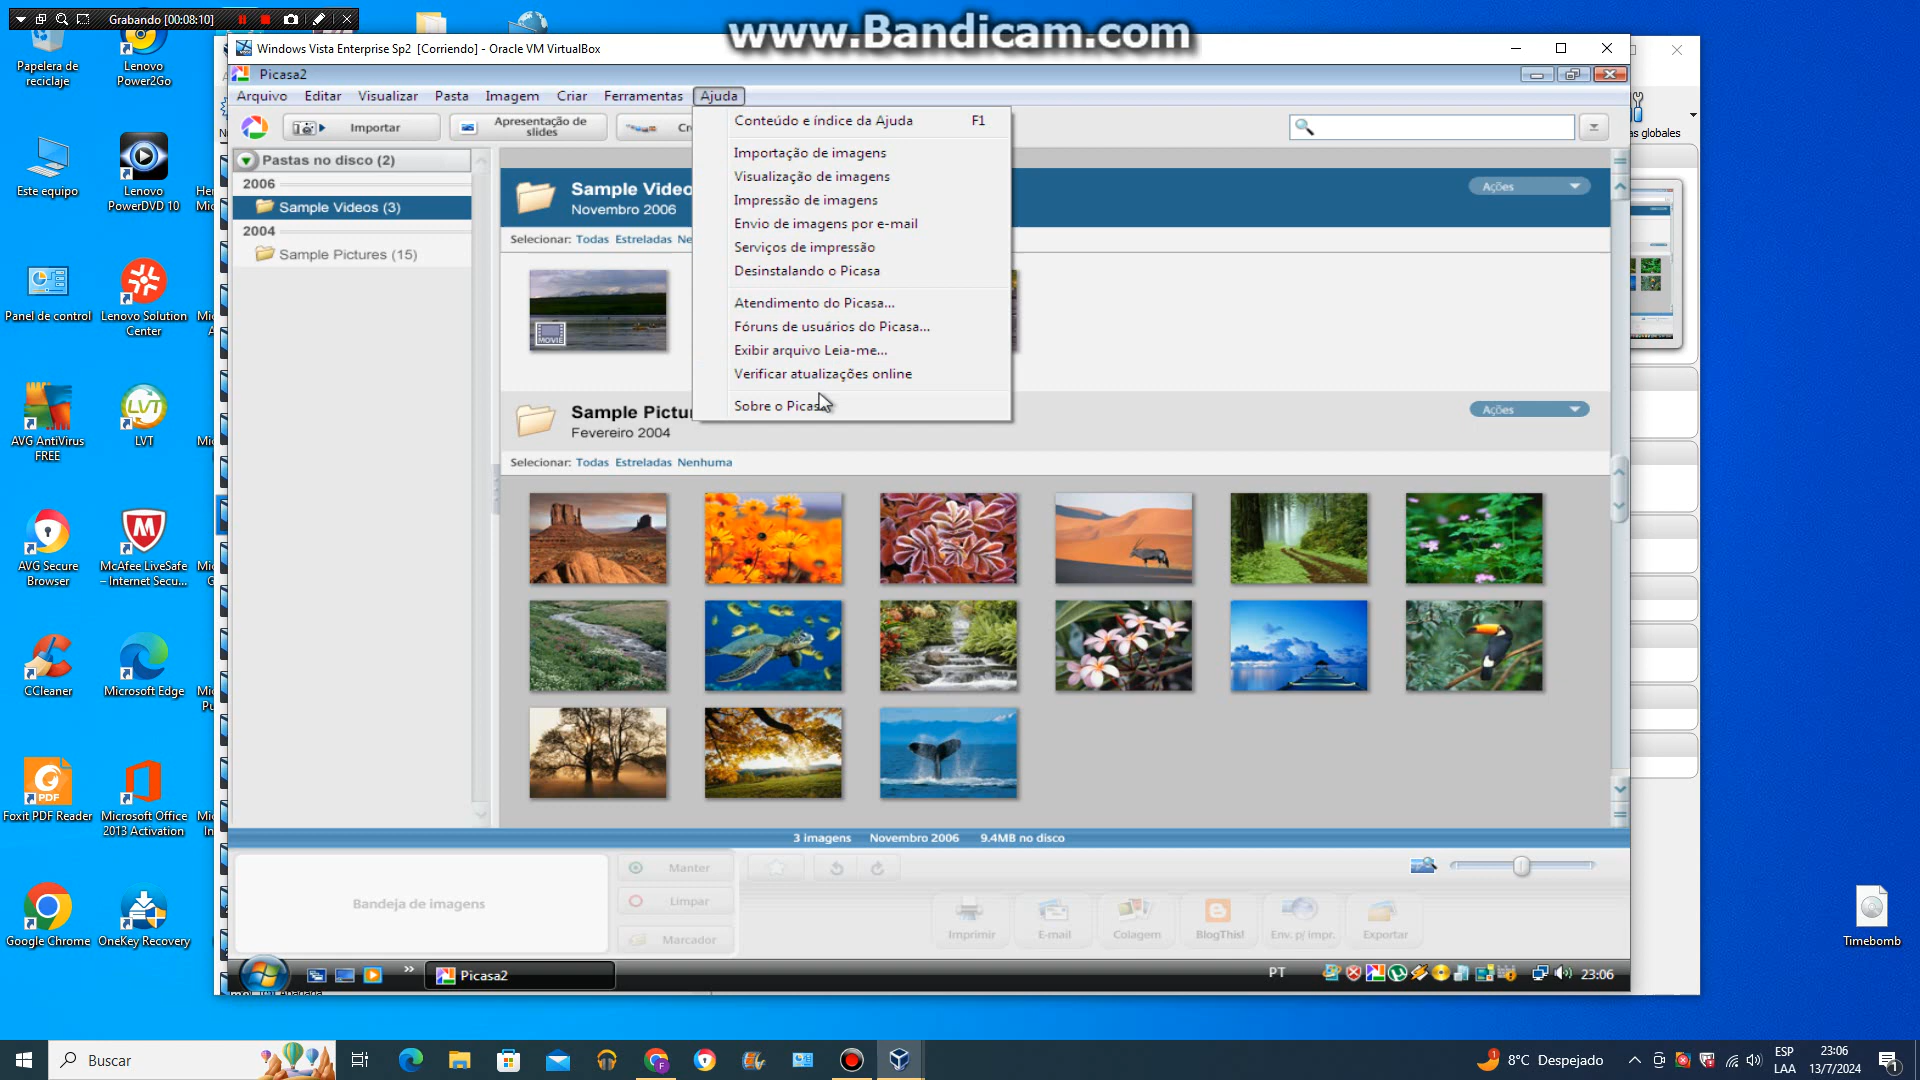 Grabando [00:08:10]
www.Bandicam.com
Windows Vista Enterprise Sp2 [Corriendo] - Oracle VM VirtualBox
Picasa2
Arquivo Editar Visualizar Pasta Imagem Criar Ferramentas Ajuda
Importar
Apresentação de slides
Conteúdo e índice da Ajuda F1
Importação de imagens
Visualização de imagens
Impressão de imagens
Envio de imagens por e-mail
Serviços de impressão
Desinstalando o Picasa
Atendimento do Picasa...
Fóruns de usuários do Picasa...
Exibir arquivo Leia-me...
Verificar atualizações online
Sobre o Picasa
Pastas no disco (2)
2006
Sample Videos (3)
2004
Sample Pictures (15)
Novembro 2006
Ações
Selecionar: Todas Estreladas
MOVIE
Fevereiro 2004
Ações
Selecionar: Todas Estreladas Nenhuma
3 imagens Novembro 2006 9.4MB no disco
Bandeja de imagens
Manter
Limpar
Marcador
Imprimir
E-mail
Colagem
BlogThis!
Env. p/ impr.
Exportar
Picasa2
PT
23:06
Papelera de reciclaje
Lenovo Power2Go
Este equipo
Lenovo PowerDVD 10
Panel de control
Lenovo Solution Center
AVG AntiVirus FREE
LVT
AVG Secure Browser
McAfee LiveSafe – Internet Secu...
CCleaner
Microsoft Edge
Foxit PDF Reader
Microsoft Office 2013 Activation
Google Chrome
OneKey Recovery
Timebomb
as globales
Buscar
8°C Despejado
ESP
LAA
23:06
13/7/2024
1